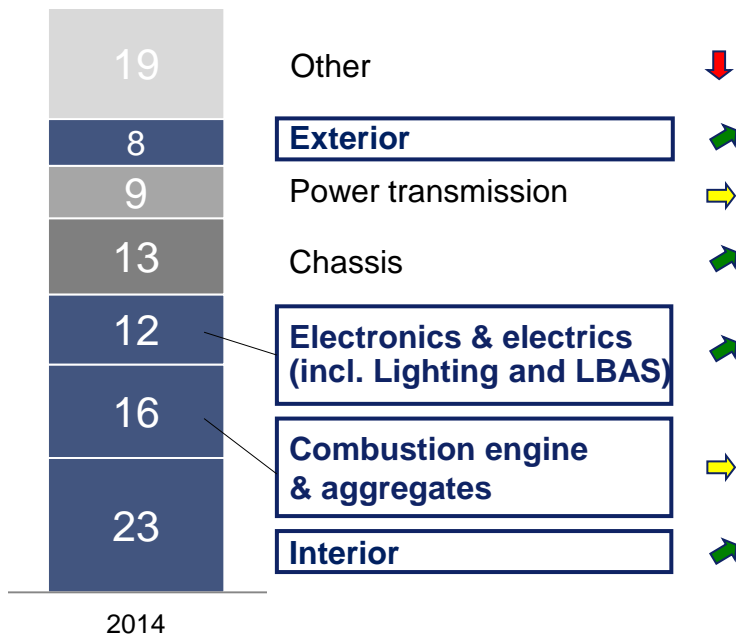 19 Other
8 Exterior
9 Power transmission
13 Chassis
12 Electronics & electrics
(incl. Lighting and LBAS)
16 Combustion engine
& aggregates
23 Interior
2014